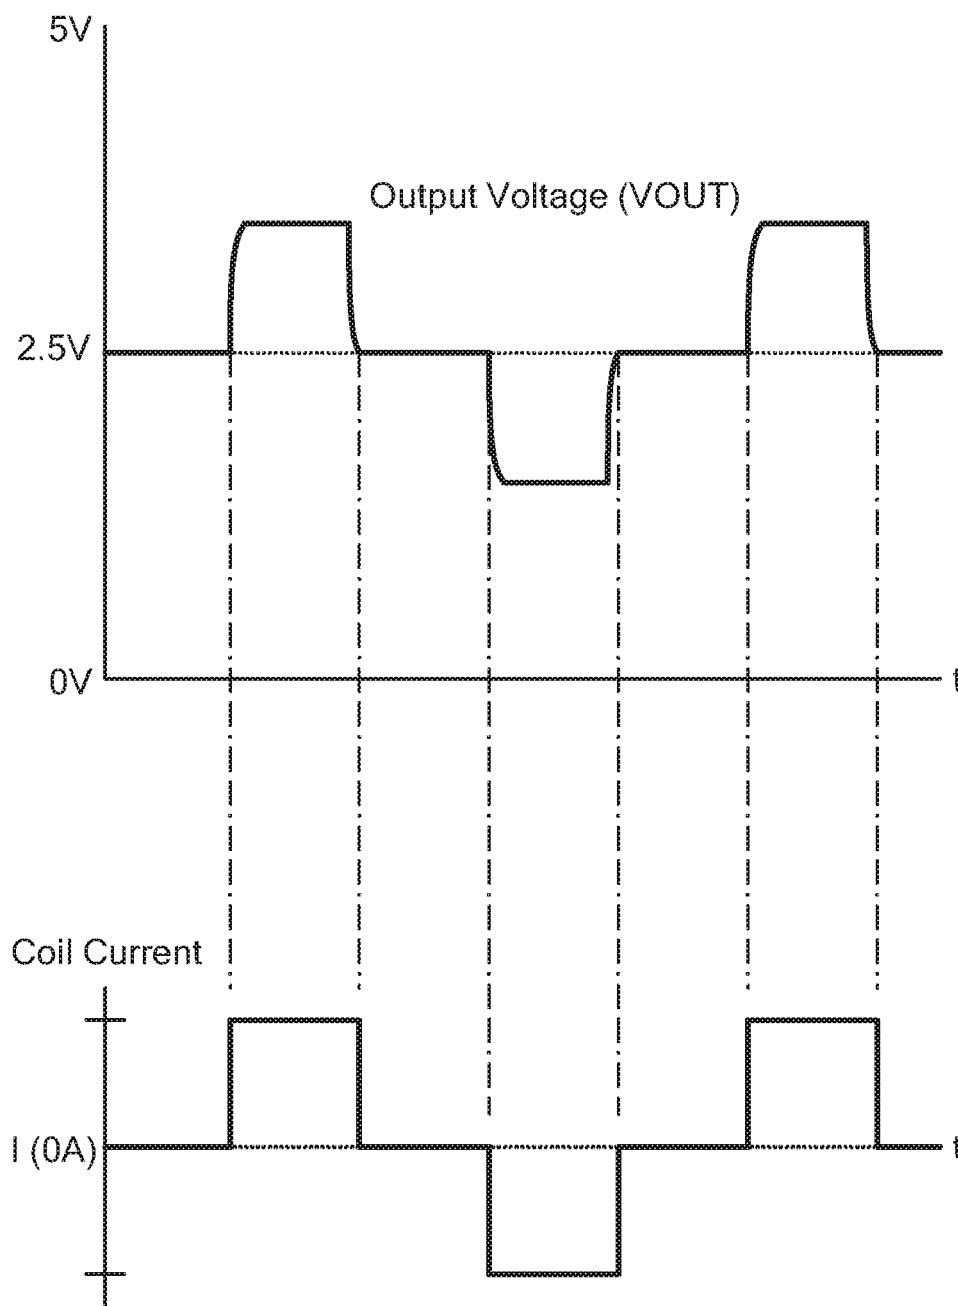 5V
Output Voltage (VOUT)
2.5V
0V
t
Coil Current
I (0A)
t